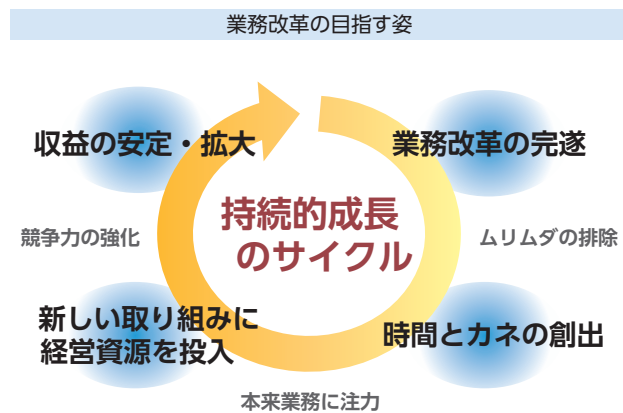 業務改革の目指す姿
収益の安定・拡大
業務改革の完遂
持続的成長
のサイクル
競争力の強化
ムリムダの排除
新しい取り組みに
経営資源を投入
時間とカネの創出
本来業務に注力